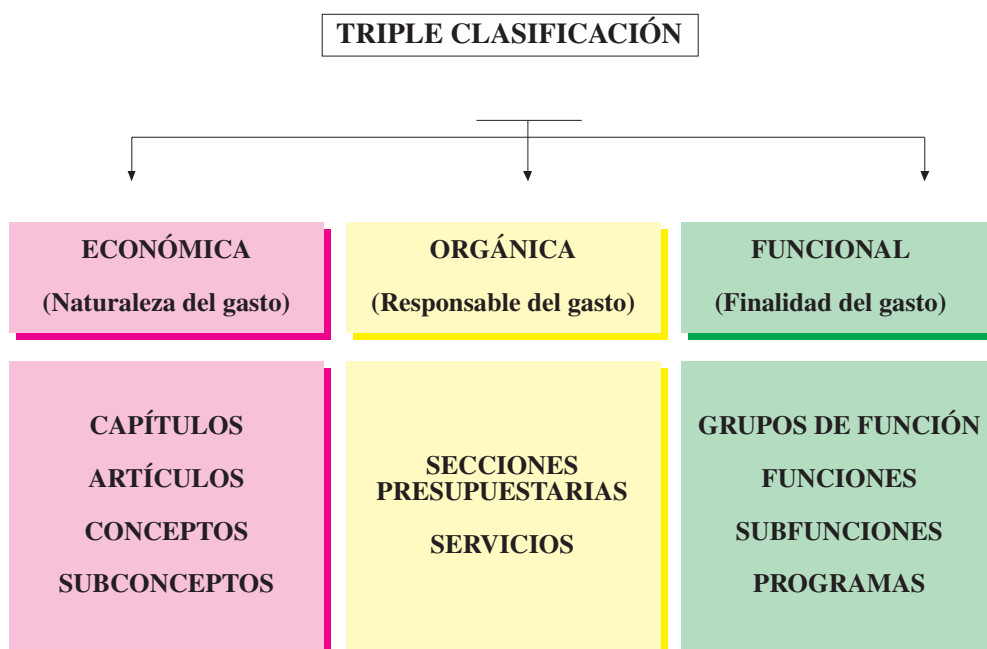 TRIPLE CLASIFICACIÓN
ECONÓMICA
(Naturaleza del gasto)
ORGÁNICA
(Responsable del gasto)
FUNCIONAL
(Finalidad del gasto)
CAPÍTULOS
ARTÍCULOS
CONCEPTOS
SUBCONCEPTOS
SECCIONES
PRESUPUESTARIAS
SERVICIOS
GRUPOS DE FUNCIÓN
FUNCIONES
SUBFUNCIONES
PROGRAMAS